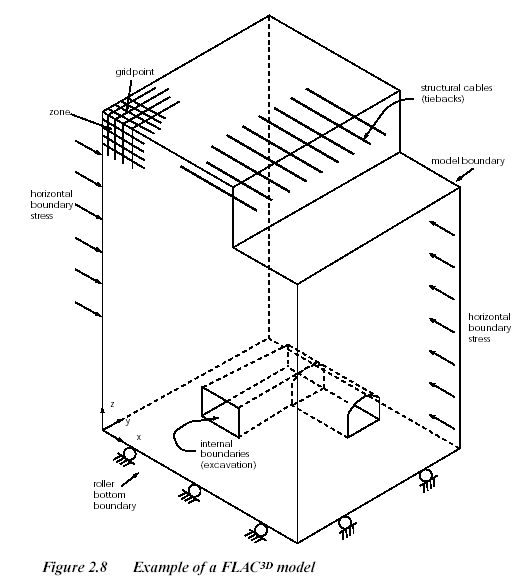 gridpoint
structural cables
(tiebacks)
zone
model boundary
horizontal
boundary
stress
horizontal
boundary
stress
z
y
x
internal
boundaries
(excavation)
roller
bottom
boundary
Figure 2.8 Example of a FLAC3D model